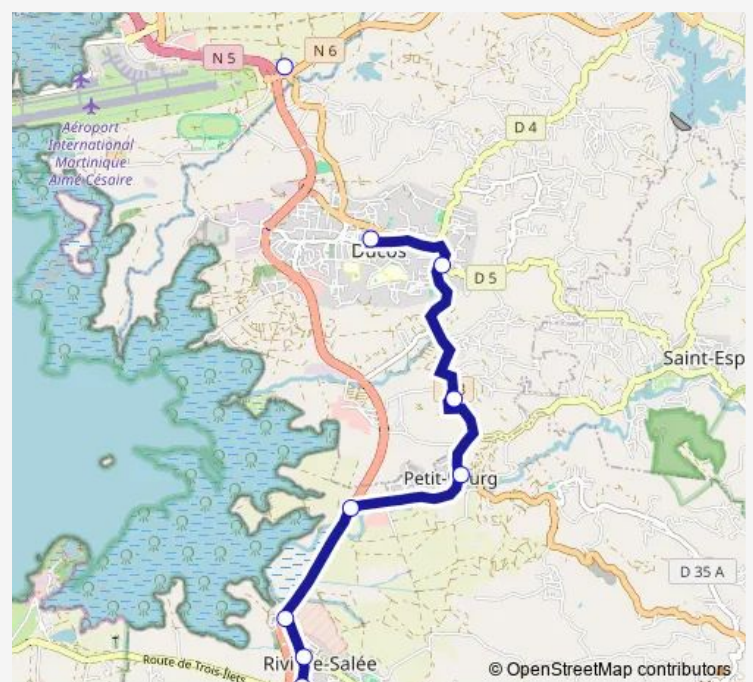 N 5
N 6
D 4
Aéroport
International
Martinique
Aimé Césaire
Ducos
D 5
Saint-Esp
Petit- urg
D 35 A
Rivi e-Salée
Route de Trois-Îlets
© OpenStreetMap contributors